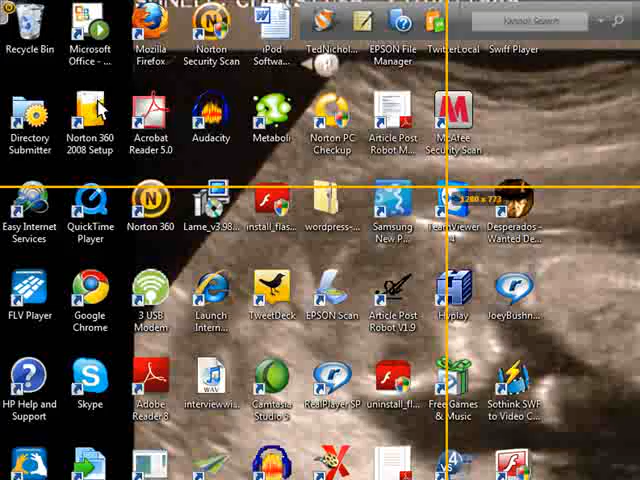 Norton Search
Recycle Bin
Microsoft Office - ...
Mozilla Firefox
Norton Security Scan
iPod Softwa...
TedNichol...
EPSON File Manager
TwitterLocal
Swiff Player
Directory Submitter
Norton 360 2008 Setup
Acrobat Reader 5.0
Audacity
Metaboli
Norton PC Checkup
Article Post Robot M...
McAfee Security Scan
1280 x 773
Easy Internet Services
QuickTime Player
Norton 360
Lame_v3.98...
install_flas...
wordpress-...
Samsung New P...
TeamViewer 4
Desperados - Wanted De...
FLV Player
Google Chrome
3 USB Modem
Launch Intern...
TweetDeck
EPSON Scan
Article Post Robot V1.9
Hyplay
JoeyBushn...
HP Help and Support
Skype
Adobe Reader 8
WAV
interviewwi...
Camtasia Studio 5
RealPlayer SP
uninstall_fl...
Free Games & Music
Sothink SWF to Video C...